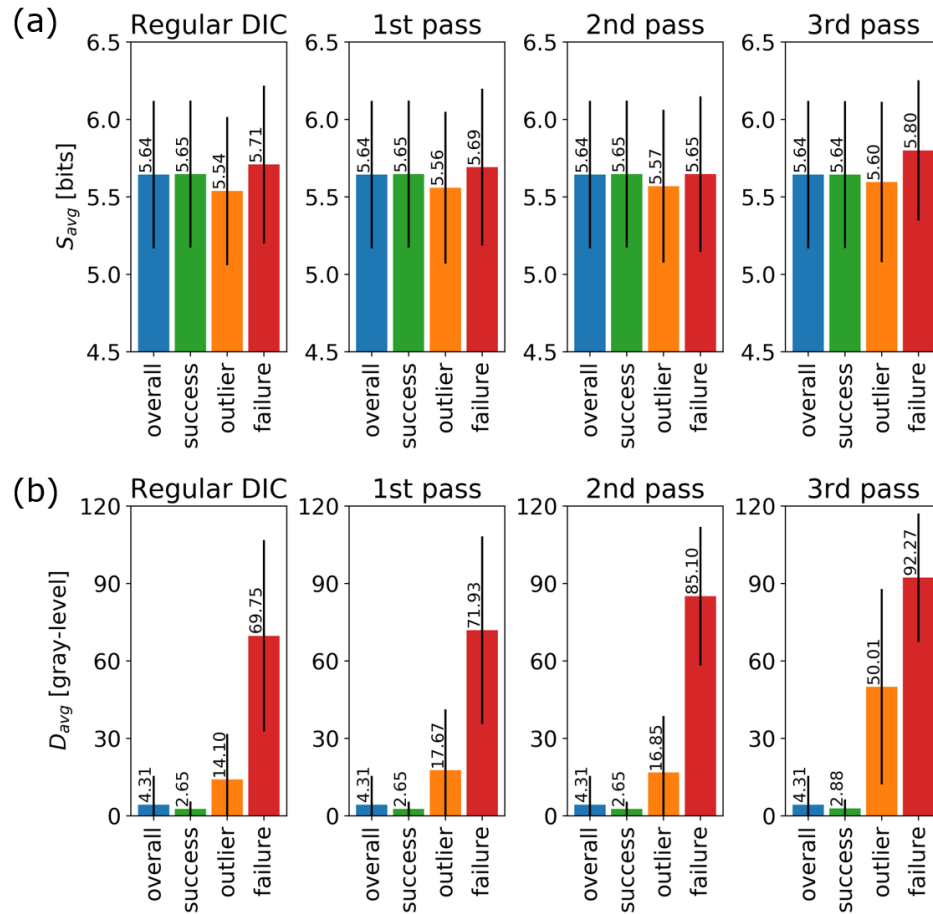 (a)
Regular DIC
1st pass
2nd pass
3rd pass
S_avg [bits]
6.5
6.0
5.5
5.0
4.5
5.64
5.65
5.54
5.71
overall
success
outlier
failure
6.5
6.0
5.5
5.0
4.5
5.64
5.65
5.56
5.69
overall
success
outlier
failure
6.5
6.0
5.5
5.0
4.5
5.64
5.65
5.57
5.65
overall
success
outlier
failure
6.5
6.0
5.5
5.0
4.5
5.64
5.64
5.60
5.80
overall
success
outlier
failure
(b)
Regular DIC
1st pass
2nd pass
3rd pass
D_avg [gray-level]
120
90
60
30
0
4.31
2.65
14.10
69.75
overall
success
outlier
failure
120
90
60
30
0
4.31
2.65
17.67
71.93
overall
success
outlier
failure
120
90
60
30
0
4.31
2.65
16.85
85.10
overall
success
outlier
failure
120
90
60
30
0
4.31
2.88
50.01
92.27
overall
success
outlier
failure